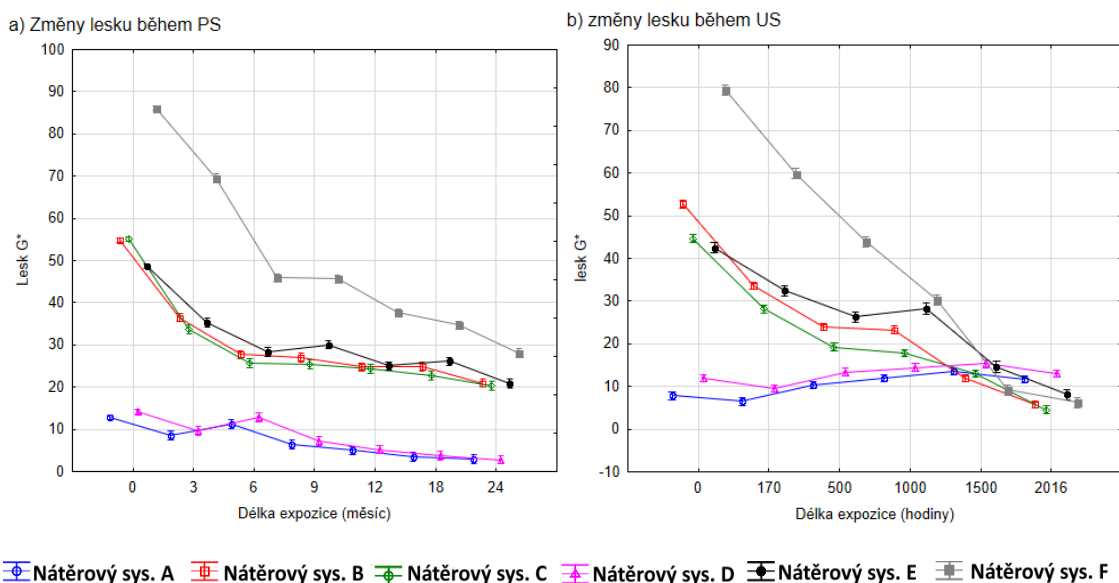 a) Změny lesku během PS
100
90
80
70
60
50
40
30
20
10
0
Lesk G*
0 3 6 9 12 18 24
Délka expozice (měsíc)
b) změny lesku během US
90
80
70
60
50
40
30
20
10
0
-10
lesk G*
0 170 500 1000 1500 2016
Délka expozice (hodiny)
Nátěrový sys. A Nátěrový sys. B Nátěrový sys. C Nátěrový sys. D Nátěrový sys. E Nátěrový sys. F